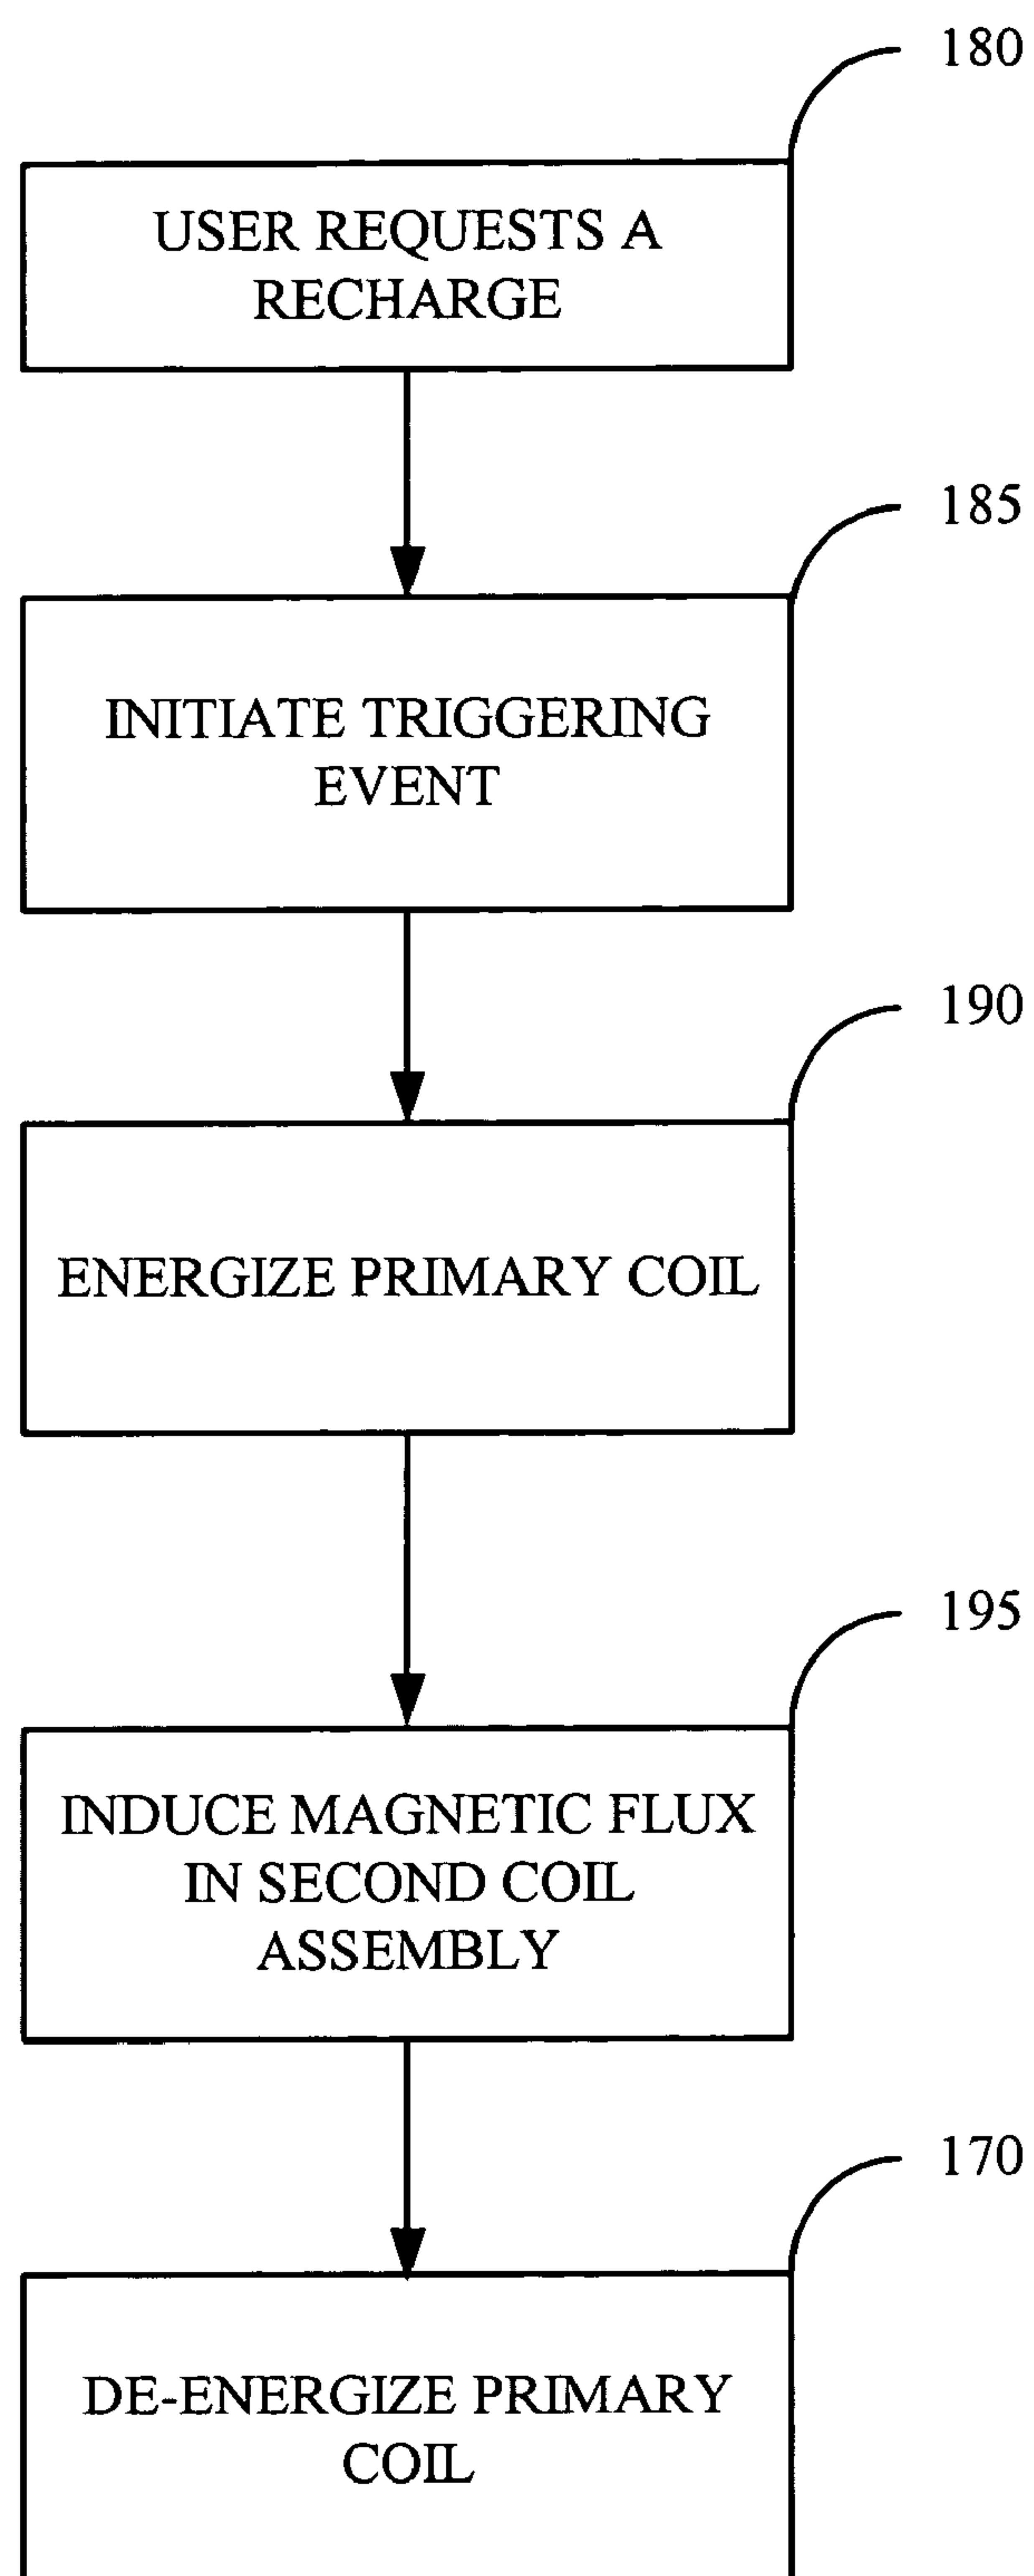 180
USER REQUESTS A
RECHARGE
185
INITIATE TRIGGERING
EVENT
190
ENERGIZE PRIMARY COIL
195
INDUCE MAGNETIC FLUX
IN SECOND COIL
ASSEMBLY
170
DE-ENERGIZE PRIMARY
COIL